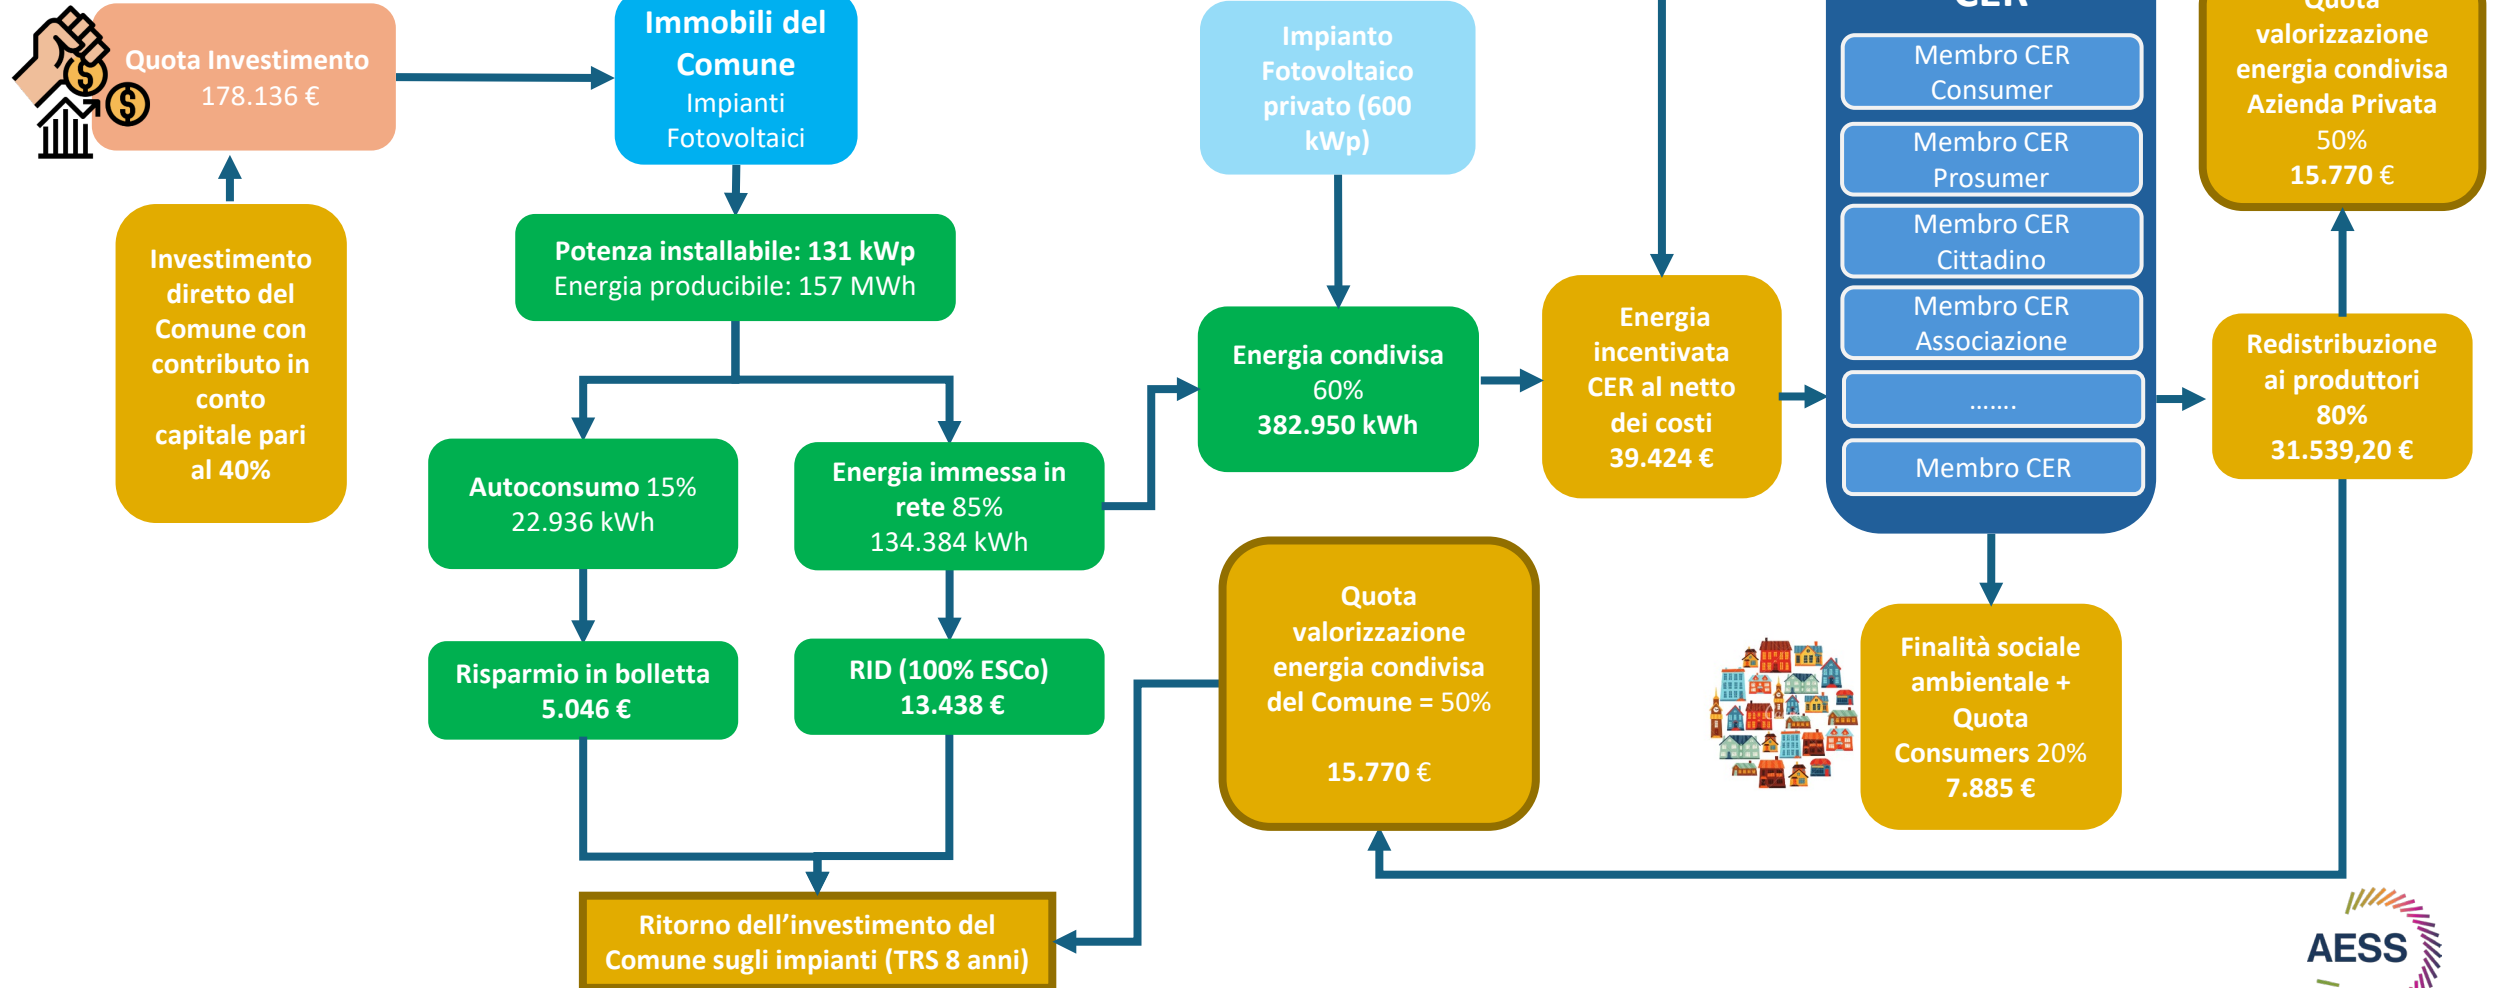 Quota Investimento
178.136 €
Immobili del
Comune
Impianti
Fotovoltaici
Impianto
Fotovoltaico
privato (600
kWp)
CER
Membro CER
Consumer
Membro CER
Prosumer
Membro CER
Cittadino
Membro CER
Associazione
.......
Membro CER
Quota
valorizzazione
energia condivisa
Azienda Privata
50%
15.770 €
Investimento
diretto del
Comune con
contributo in
conto
capitale pari
al 40%
Potenza installabile: 131 kWp
Energia producibile: 157 MWh
Energia condivisa
60%
382.950 kWh
Energia
incentivata
CER al netto
dei costi
39.424 €
Redistribuzione
ai produttori
80%
31.539,20 €
Autoconsumo 15%
22.936 kWh
Energia immessa in
rete 85%
134.384 kWh
Risparmio in bolletta
5.046 €
RID (100% ESCo)
13.438 €
Quota
valorizzazione
energia condivisa
del Comune = 50%
15.770 €
Finalità sociale
ambientale +
Quota
Consumers 20%
7.885 €
Ritorno dell’investimento del
Comune sugli impianti (TRS 8 anni)
AESS